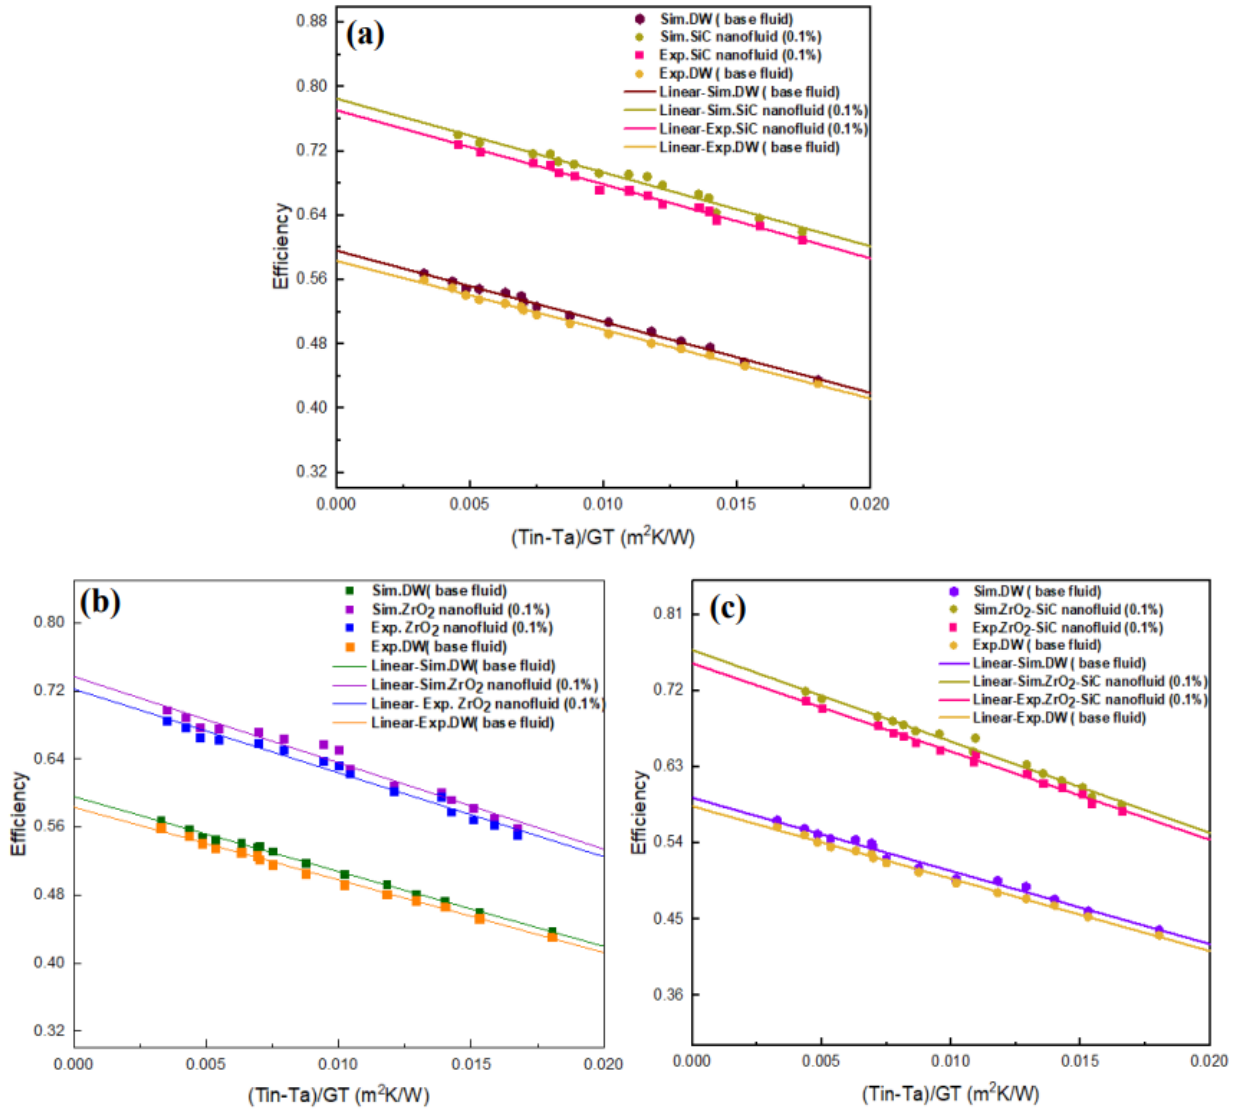 (a)
Sim.DW ( base fluid)
Sim.SiC nanofluid (0.1%)
Exp.SiC nanofluid (0.1%)
Exp.DW ( base fluid)
Linear-Sim.DW ( base fluid)
Linear-Sim.SiC nanofluid (0.1%)
Linear-Exp.SiC nanofluid (0.1%)
Linear-Exp.DW ( base fluid)
0.88
0.80
0.72
0.64
0.56
0.48
0.40
0.32
Efficiency
0.000 0.005 0.010 0.015 0.020
(Tin-Ta)/GT (m²K/W)
(b)
Sim.DW( base fluid)
Sim.ZrO₂ nanofluid (0.1%)
Exp. ZrO₂ nanofluid (0.1%)
Exp.DW( base fluid)
Linear-Sim.DW( base fluid)
Linear-Sim.ZrO₂ nanofluid (0.1%)
Linear- Exp. ZrO₂ nanofluid (0.1%)
Linear-Exp.DW( base fluid)
0.80
0.72
0.64
0.56
0.48
0.40
0.32
Efficiency
0.000 0.005 0.010 0.015 0.020
(Tin-Ta)/GT (m²K/W)
(c)
Sim.DW ( base fluid)
Sim.ZrO₂-SiC nanofluid (0.1%)
Exp.ZrO₂-SiC nanofluid (0.1%)
Exp.DW ( base fluid)
Linear-Sim.DW ( base fluid)
Linear-Sim.ZrO₂-SiC nanofluid (0.1%)
Linear-Exp.ZrO₂-SiC nanofluid (0.1%)
Linear-Exp.DW ( base fluid)
0.81
0.72
0.63
0.54
0.45
0.36
Efficiency
0.000 0.005 0.010 0.015 0.020
(Tin-Ta)/GT (m²K/W)